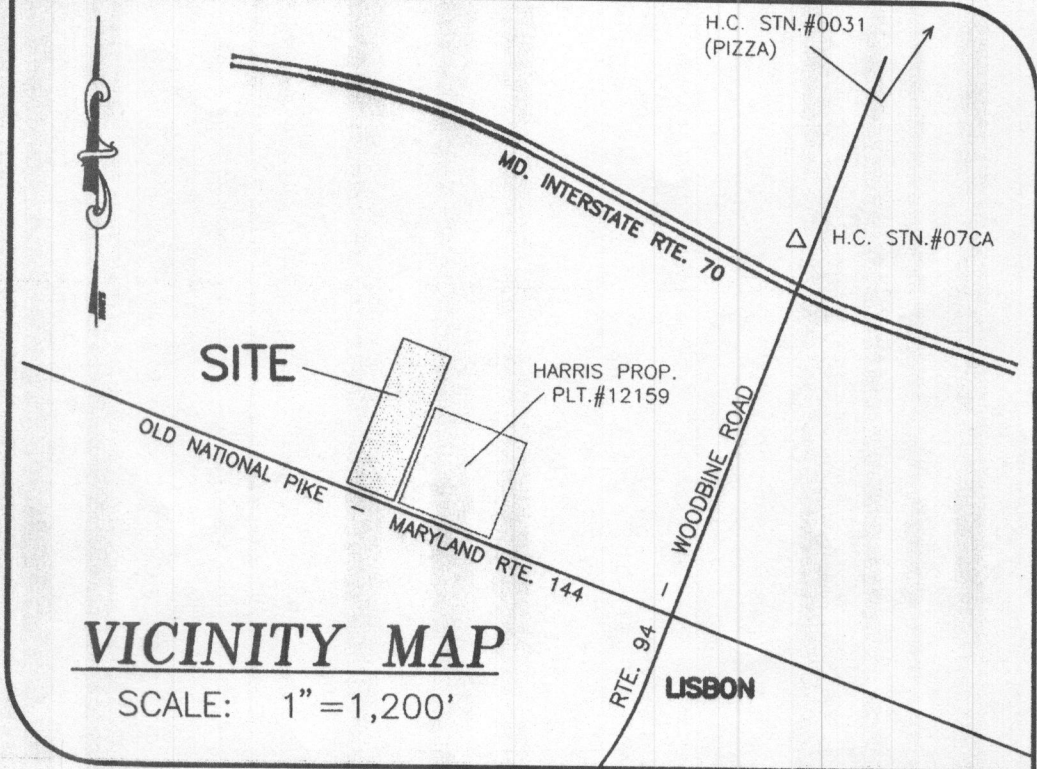 H.C. STN.#0031
(PIZZA)
MD. INTERSTATE RTE. 70
H.C. STN.#07CA
SITE
HARRIS PROP.
PLT.#12159
OLD NATIONAL PIKE - MARYLAND RTE. 144
RTE. 94 - WOODBINE ROAD
LISBON
VICINITY MAP
SCALE: 1"=1,200'